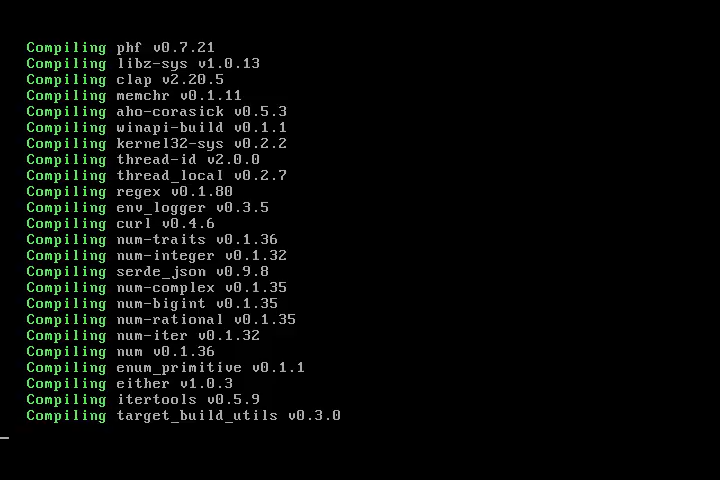 Compiling phf v0.7.21
Compiling libz-sys v1.0.13
Compiling clap v2.20.5
Compiling memchr v0.1.11
Compiling aho-corasick v0.5.3
Compiling winapi-build v0.1.1
Compiling kernel32-sys v0.2.2
Compiling thread-id v2.0.0
Compiling thread_local v0.2.7
Compiling regex v0.1.80
Compiling env_logger v0.3.5
Compiling curl v0.4.6
Compiling num-traits v0.1.36
Compiling num-integer v0.1.32
Compiling serde_json v0.9.8
Compiling num-complex v0.1.35
Compiling num-bigint v0.1.35
Compiling num-rational v0.1.35
Compiling num-iter v0.1.32
Compiling num v0.1.36
Compiling enum_primitive v0.1.1
Compiling either v1.0.3
Compiling itertools v0.5.9
Compiling target_build_utils v0.3.0